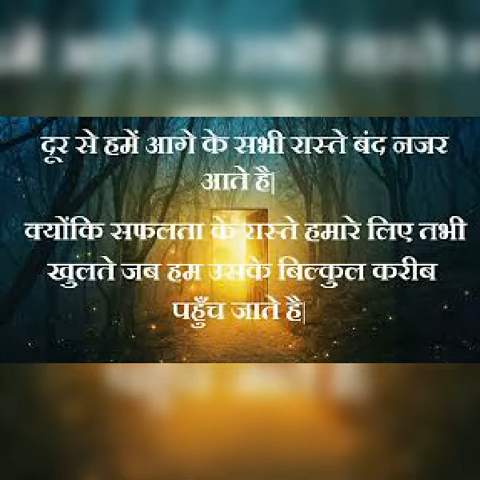 दूर से हमें आगे के सभी रास्ते बंद नजर
आते है|
क्योंकि सफलता के रास्ते हमारे लिए तभी
खुलते जब हम उसके बिल्कुल करीब
पहुँच जाते है|